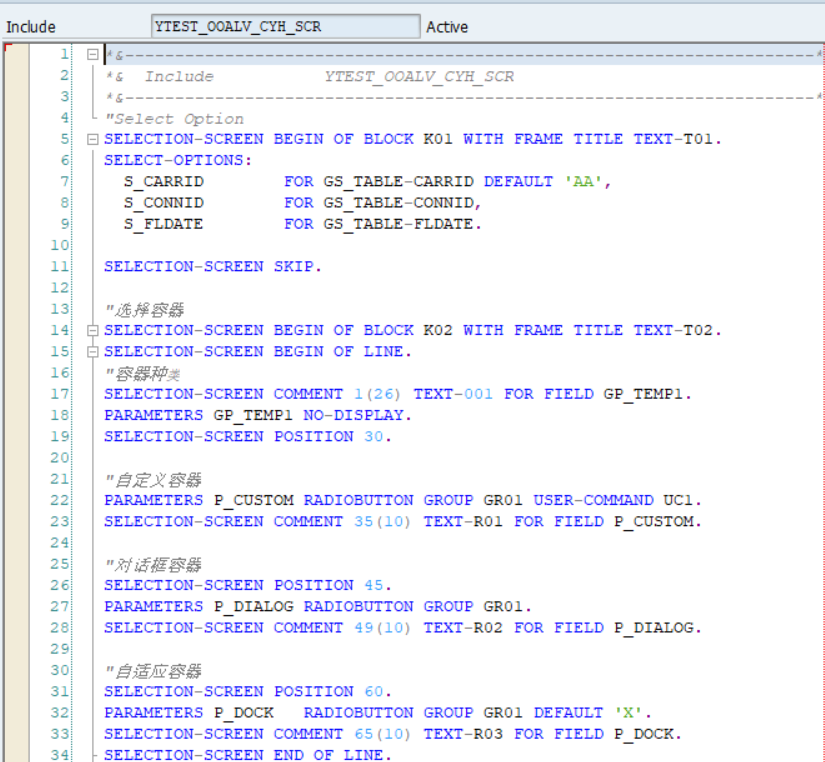 Include YTEST_OOALV_CYH_SCR Active
1 *&---------------------------------------------------------------------*
2 *& Include YTEST_OOALV_CYH_SCR
3 *&---------------------------------------------------------------------*
4 "Select Option
5 SELECTION-SCREEN BEGIN OF BLOCK K01 WITH FRAME TITLE TEXT-T01.
6 SELECT-OPTIONS:
7 S_CARRID FOR GS_TABLE-CARRID DEFAULT 'AA',
8 S_CONNID FOR GS_TABLE-CONNID,
9 S_FLDATE FOR GS_TABLE-FLDATE.
10
11 SELECTION-SCREEN SKIP.
12
13 "选择容器
14 SELECTION-SCREEN BEGIN OF BLOCK K02 WITH FRAME TITLE TEXT-T02.
15 SELECTION-SCREEN BEGIN OF LINE.
16 "容器种类
17 SELECTION-SCREEN COMMENT 1(26) TEXT-001 FOR FIELD GP_TEMP1.
18 PARAMETERS GP_TEMP1 NO-DISPLAY.
19 SELECTION-SCREEN POSITION 30.
20
21 "自定义容器
22 PARAMETERS P_CUSTOM RADIOBUTTON GROUP GR01 USER-COMMAND UC1.
23 SELECTION-SCREEN COMMENT 35(10) TEXT-R01 FOR FIELD P_CUSTOM.
24
25 "对话框容器
26 SELECTION-SCREEN POSITION 45.
27 PARAMETERS P_DIALOG RADIOBUTTON GROUP GR01.
28 SELECTION-SCREEN COMMENT 49(10) TEXT-R02 FOR FIELD P_DIALOG.
29
30 "自适应容器
31 SELECTION-SCREEN POSITION 60.
32 PARAMETERS P_DOCK RADIOBUTTON GROUP GR01 DEFAULT 'X'.
33 SELECTION-SCREEN COMMENT 65(10) TEXT-R03 FOR FIELD P_DOCK.
34 SELECTION-SCREEN END OF LINE.